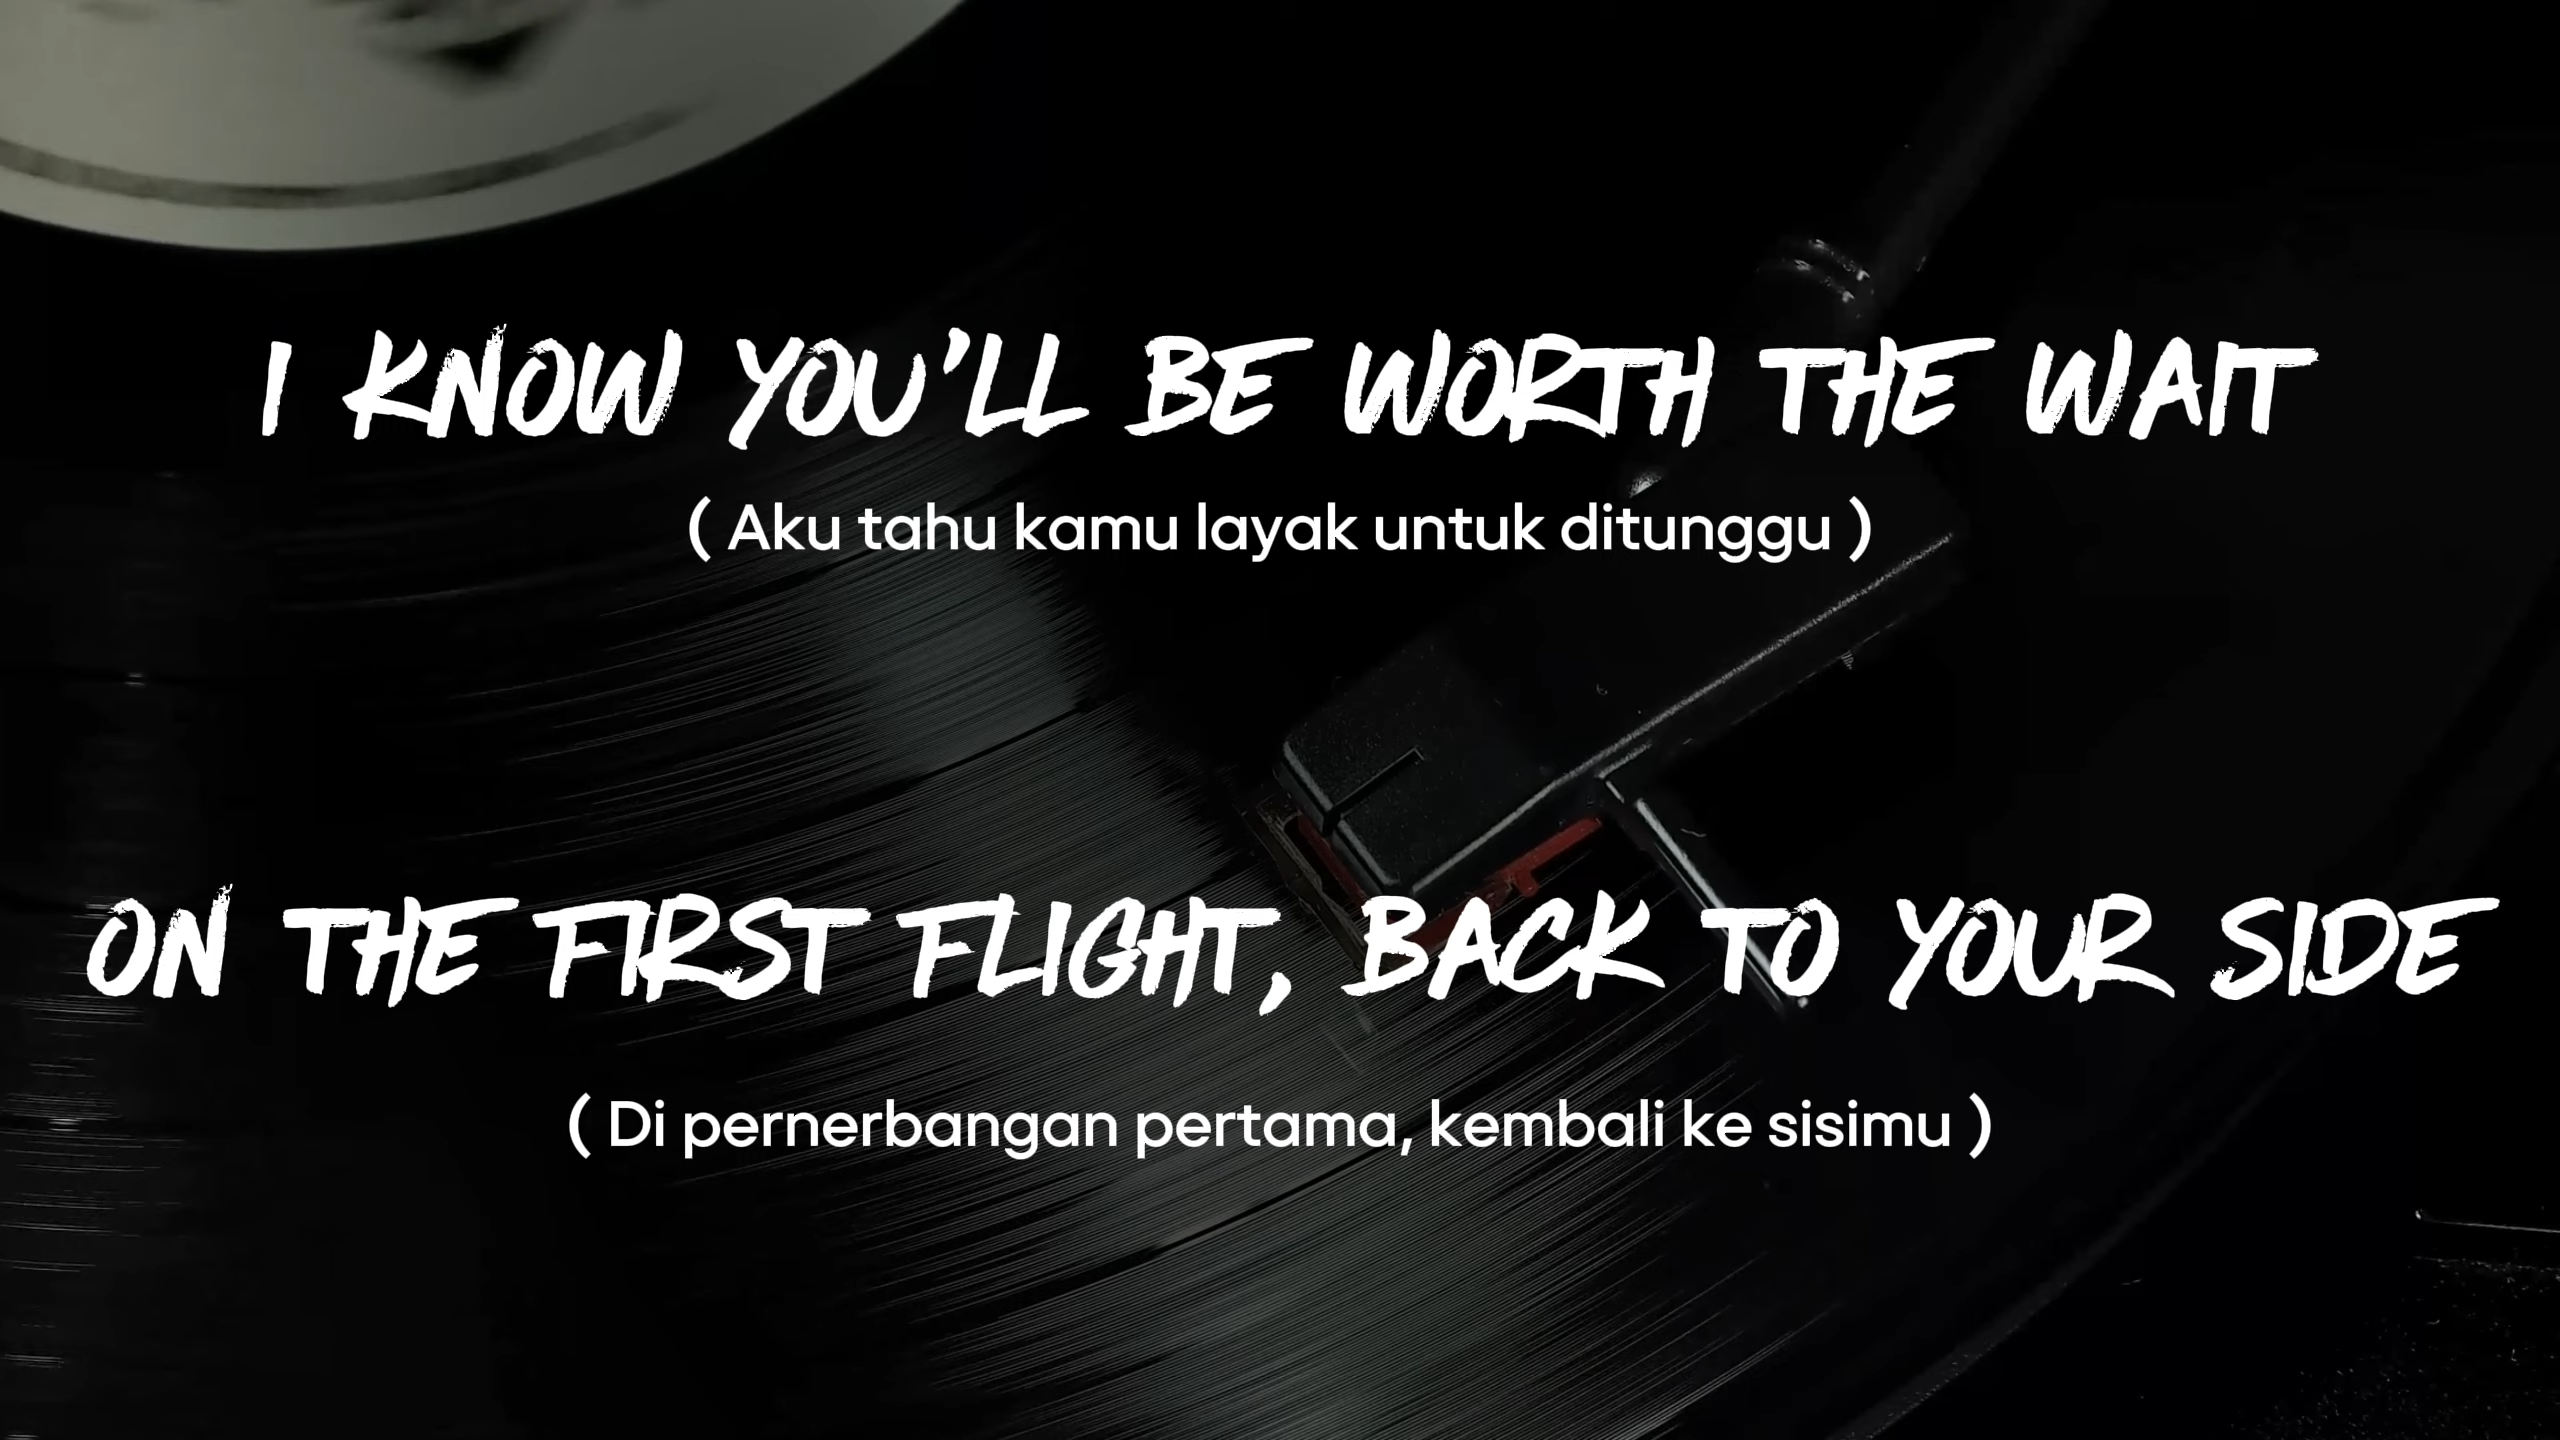 I KNOW YOU'LL BE WORTH THE WAIT
( Aku tahu kamu layak untuk ditunggu )
ON THE FIRST FLIGHT, BACK TO YOUR SIDE
( Di pernerbangan pertama, kembali ke sisimu )